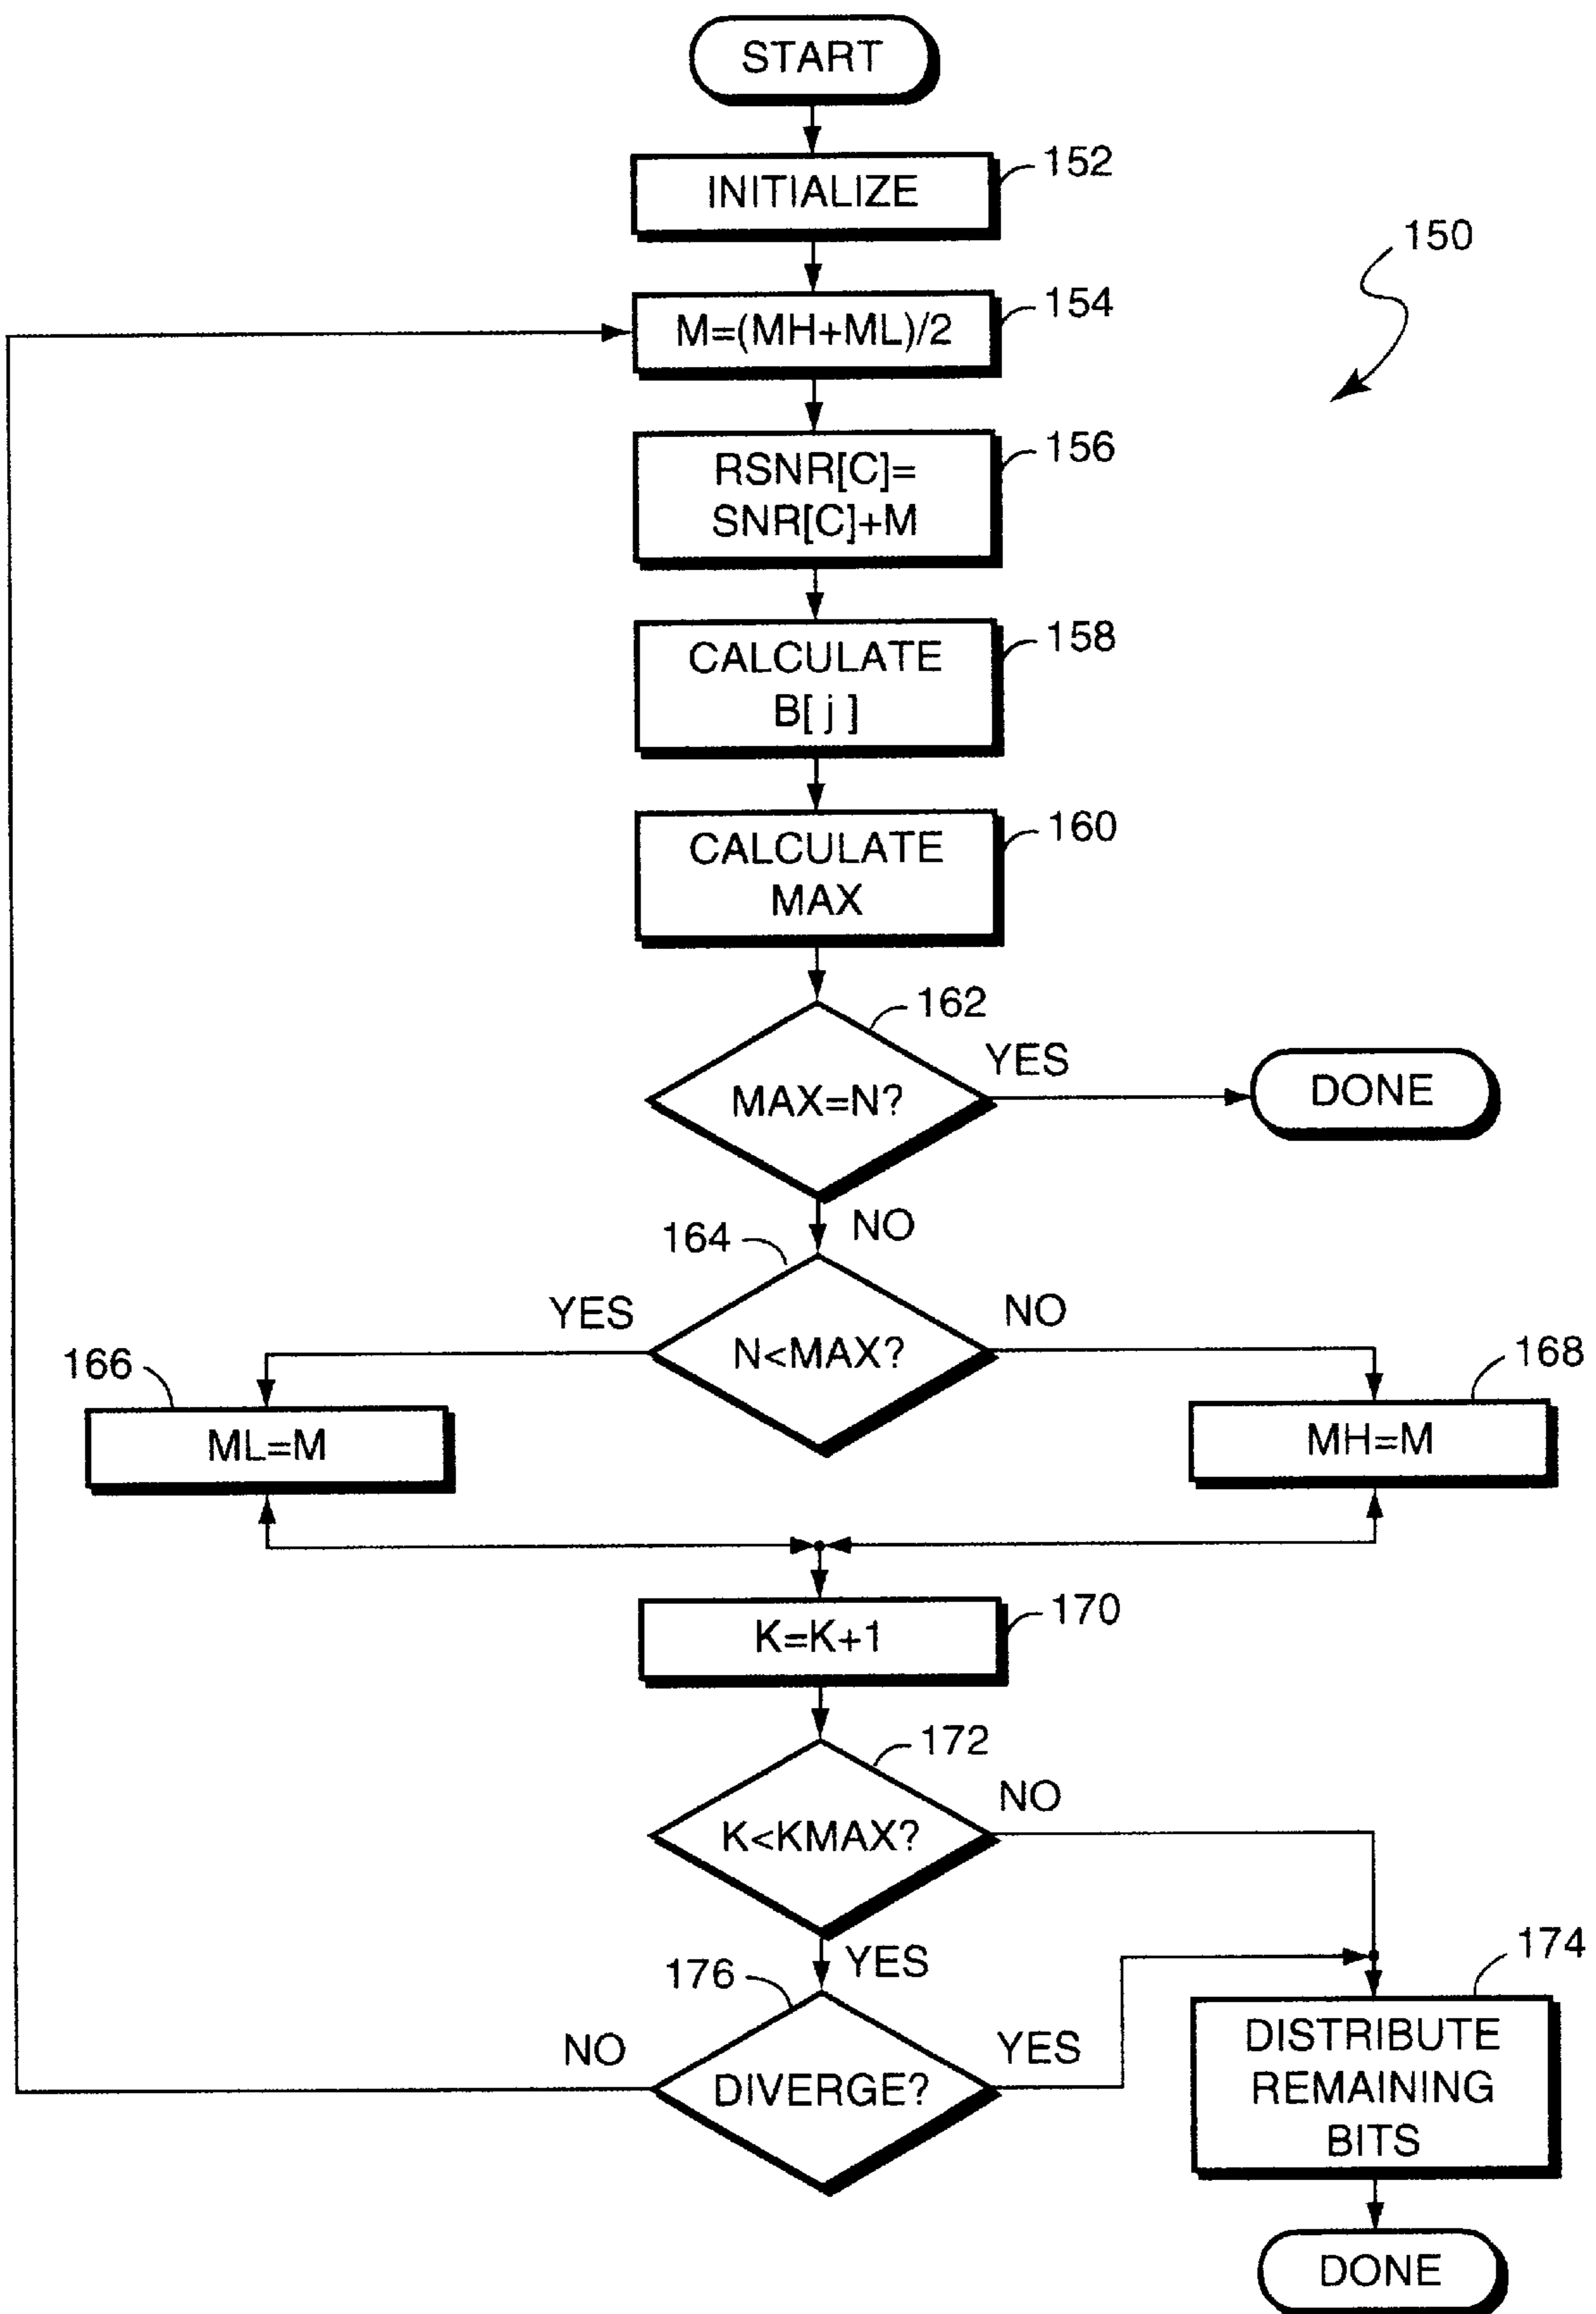 START
152
INITIALIZE
150
154
M=(MH+ML)/2
156
RSNR[C]=
SNR[C]+M
158
CALCULATE
B[ j ]
160
CALCULATE
MAX
162
YES
MAX=N?
DONE
NO
164
YES
NO
N<MAX?
166
168
ML=M
MH=M
170
K=K+1
172
NO
K<KMAX?
YES
174
176
NO
YES
DIVERGE?
DISTRIBUTE
REMAINING
BITS
DONE